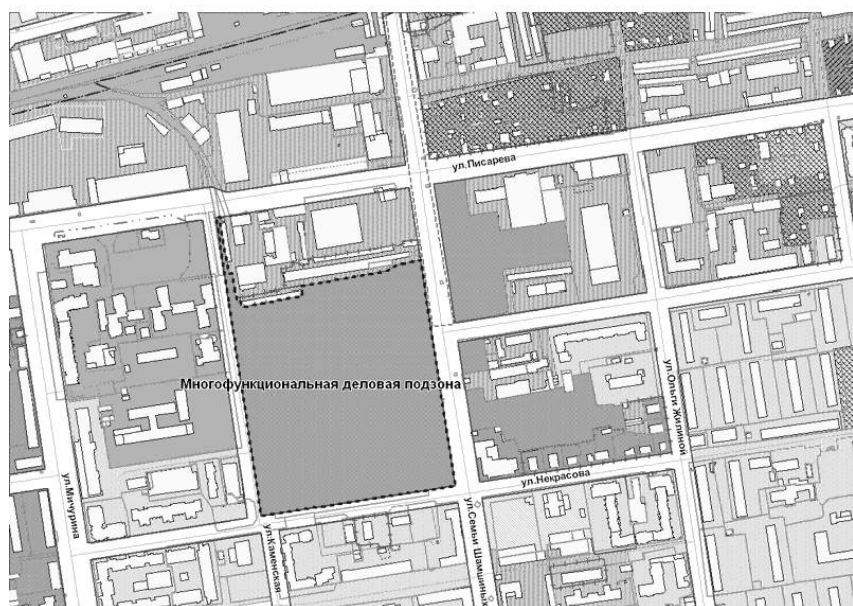 ул.Писарева
Многофункциональная деловая подзона
ул.Ольги Жилиной
ул.Мичурина
ул.Некрасова
ул.Каменская
ул.Семьи Шамшиных